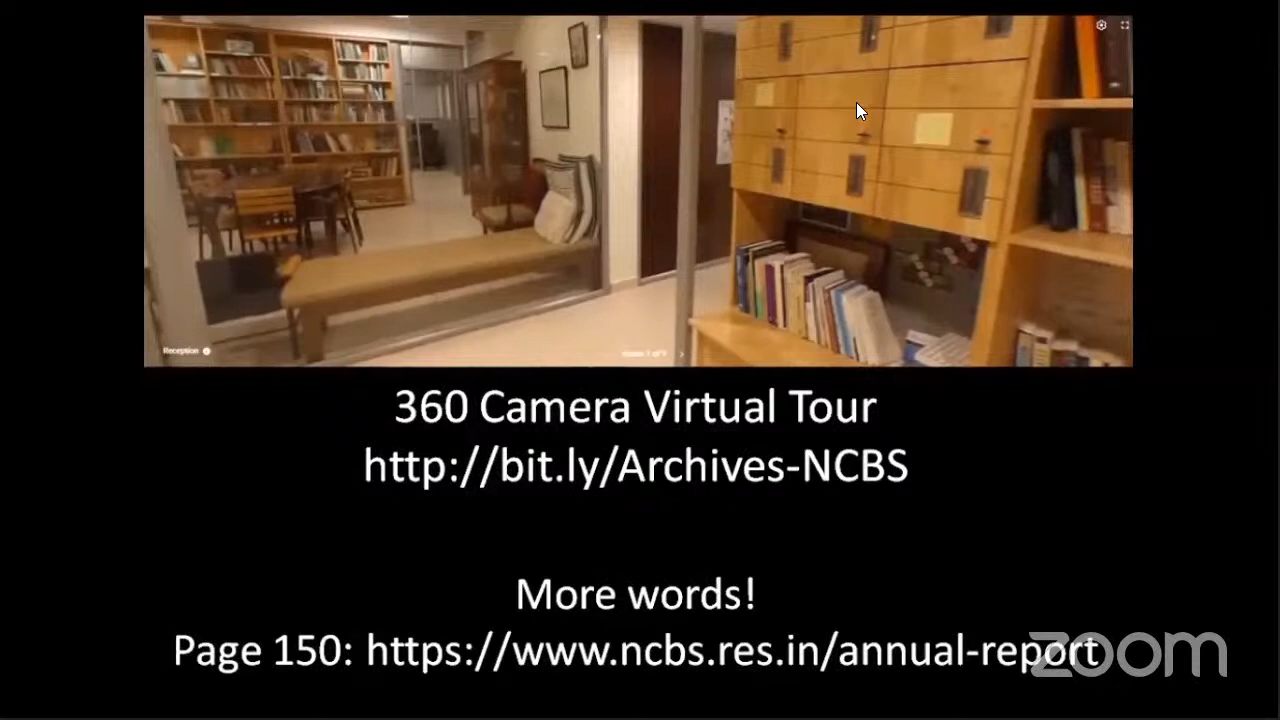 Reception
360 Camera Virtual Tour
http://bit.ly/Archives-NCBS
More words!
Page 150: https://www.ncbs.res.in/annual-report
zoom